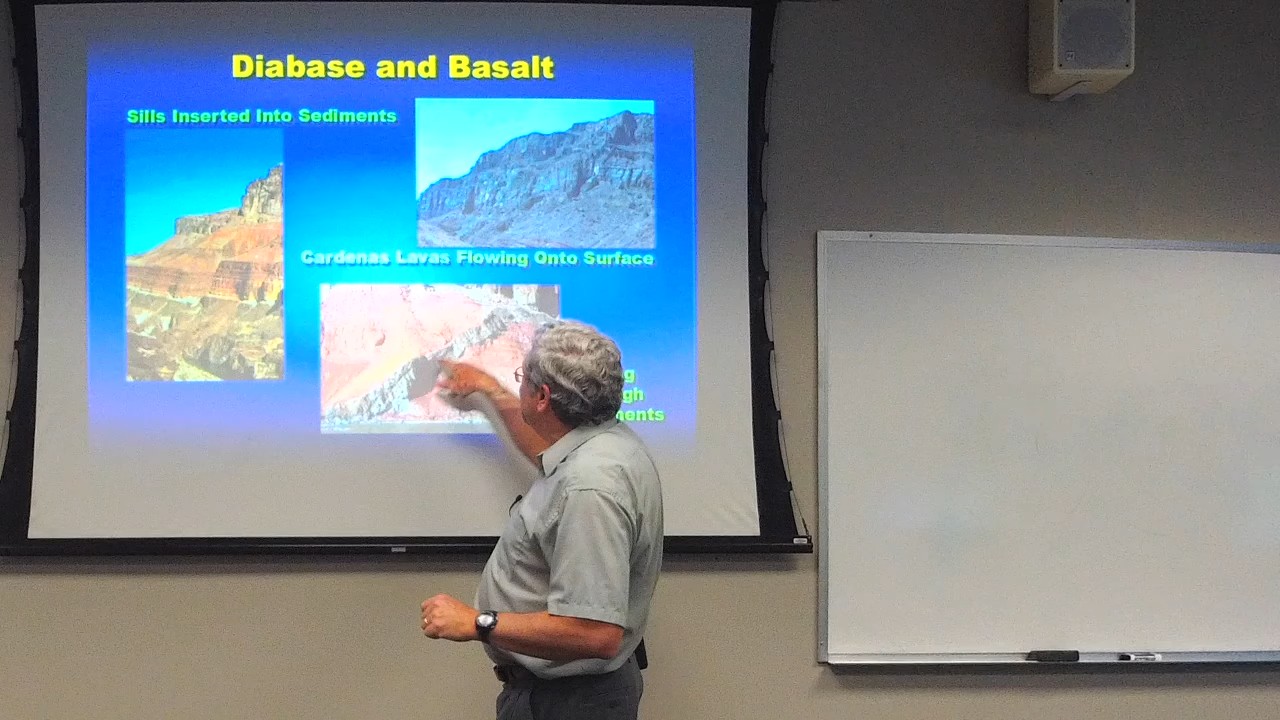 Diabase and Basalt
Sills Inserted Into Sediments
Cardenas Lavas Flowing Onto Surface